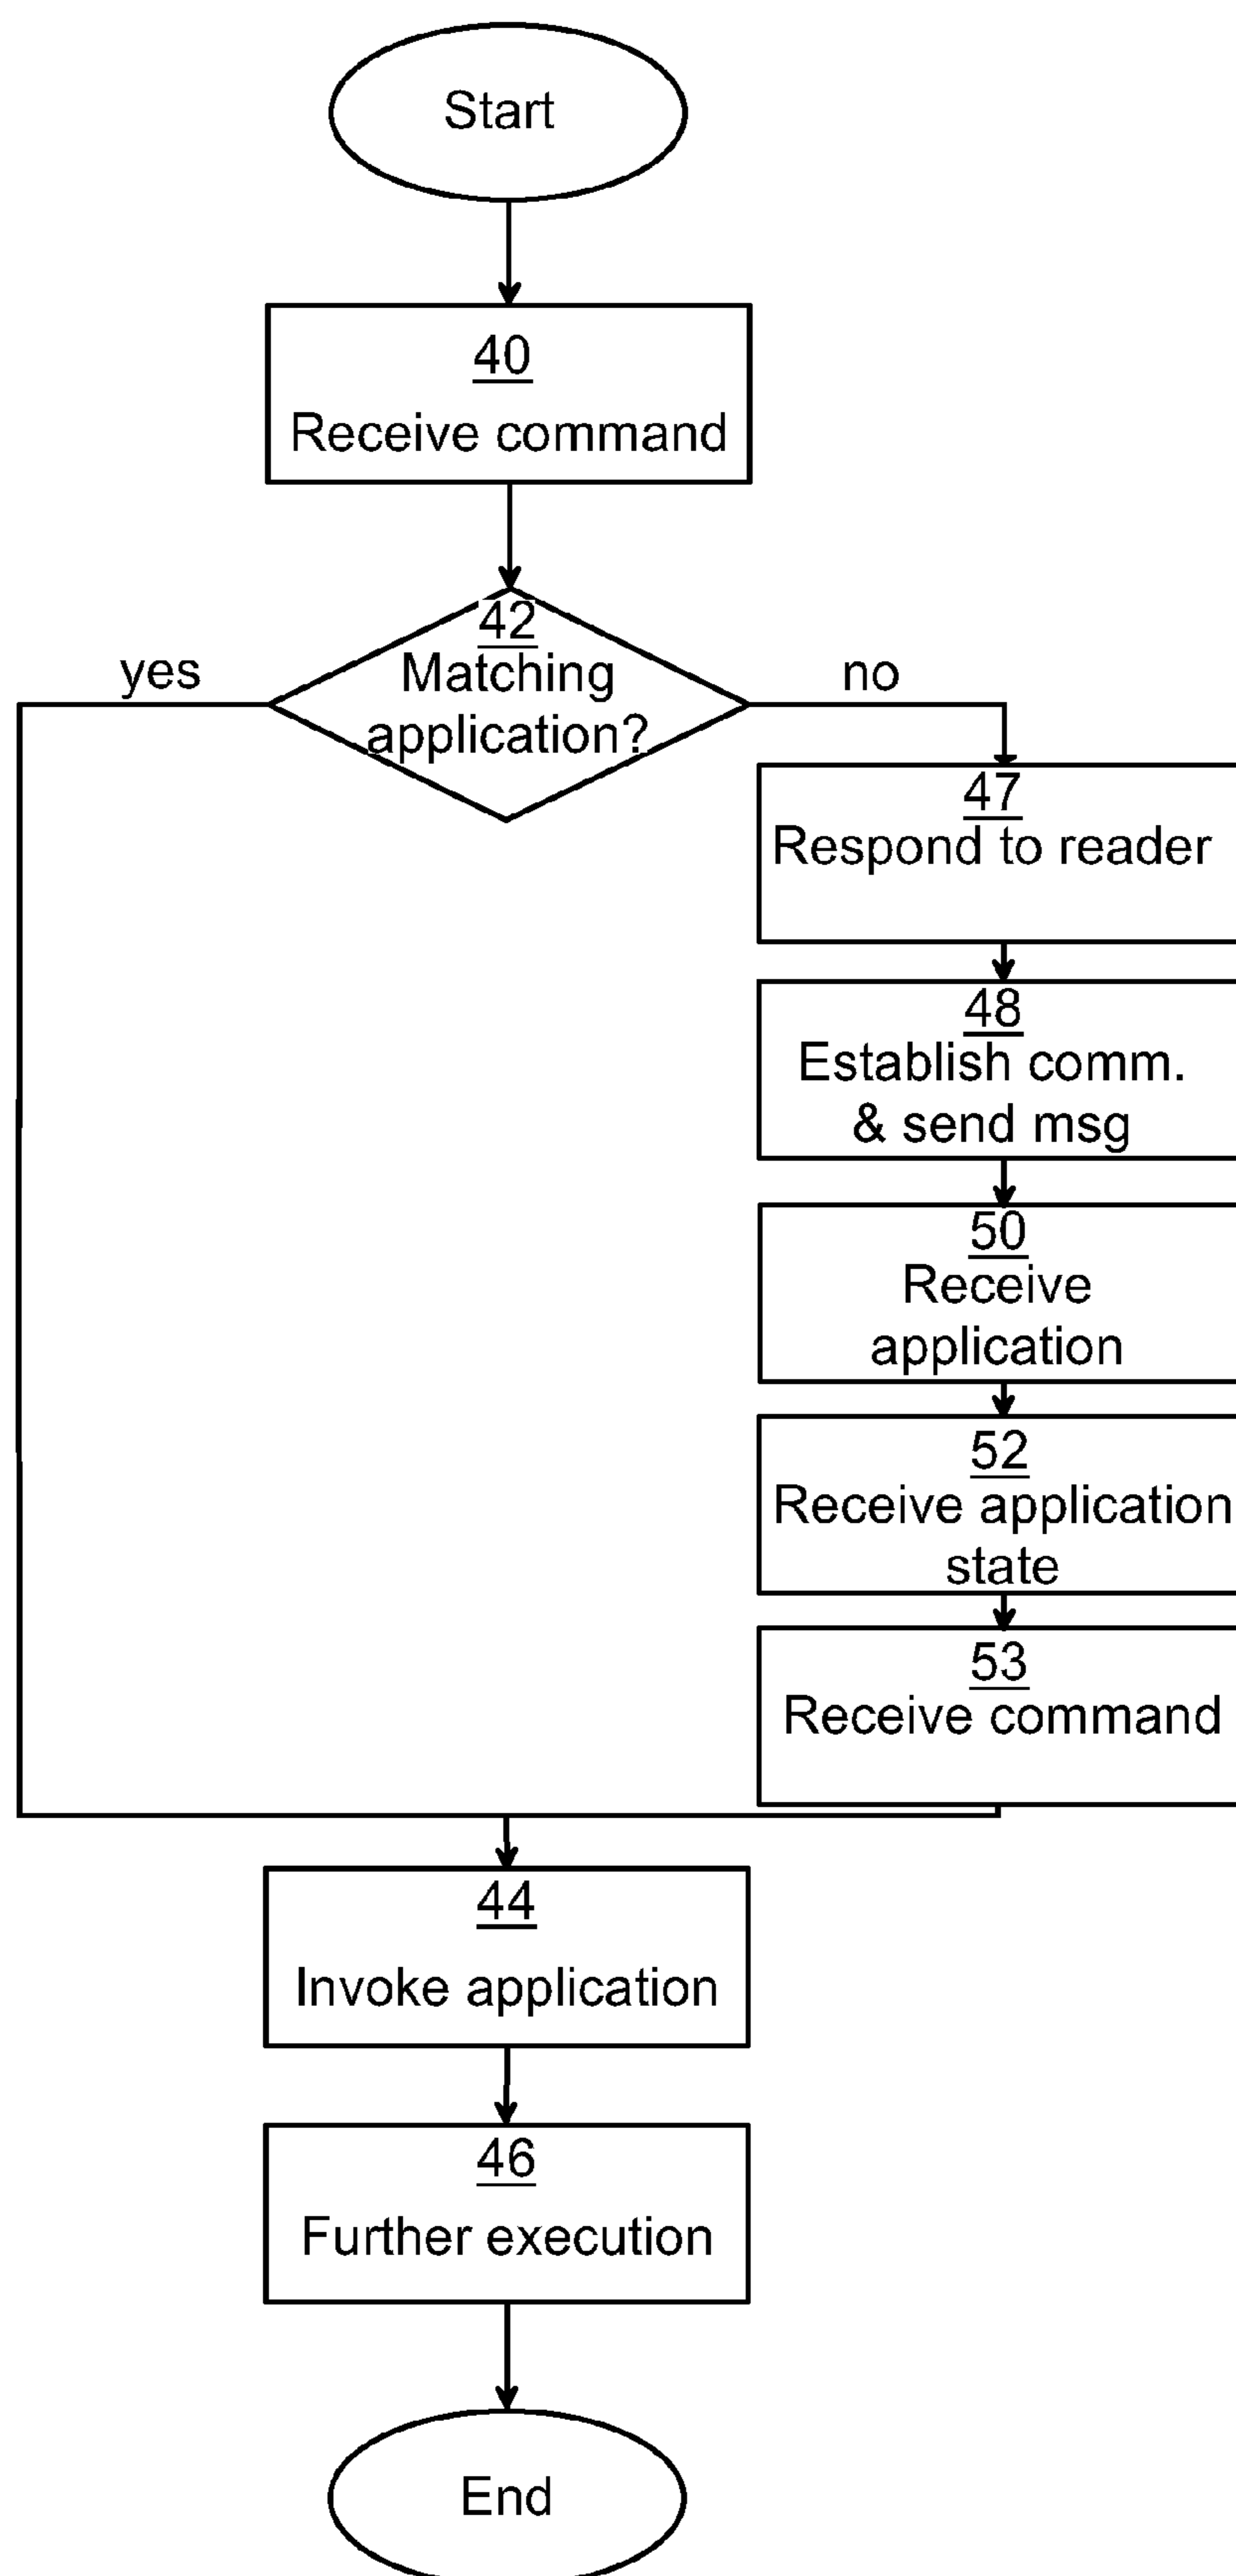 Start
40
Receive command
42
Matching
application?
yes
no
47
Respond to reader
48
Establish comm.
& send msg
50
Receive
application
52
Receive application
state
53
Receive command
44
Invoke application
46
Further execution
End